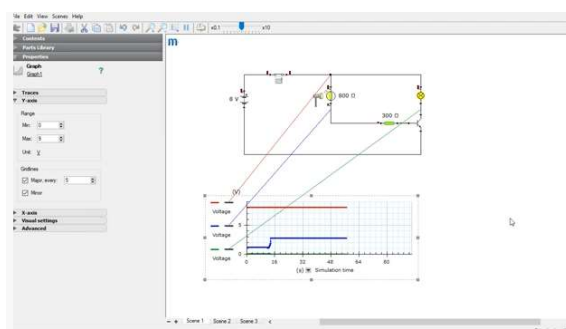 File Edit View Scenes Help
x0.1
x10
Contents
Parts Library
Properties
Graph
Graph1
?
Traces
Y-axis
Range
Min:
Max: 9
Unit: V
Gridlines
Major, every: 5
Minor
X-axis
Visual settings
Advanced
m
8 V
800 Ω
300 Ω
(V)
Voltage
Voltage
Voltage
5
0
0
16
32
48
64
80
(s)
Simulation time
Scene 1
Scene 2
Scene 3